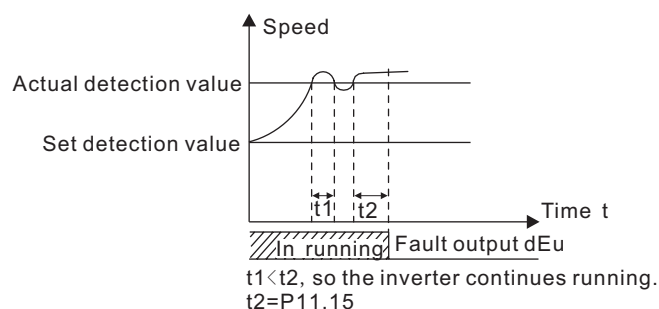 Speed
Actual detection value
Set detection value
t1 t2
Time t
In running Fault output dEu
t1<t2, so the inverter continues running.
t2=P11.15